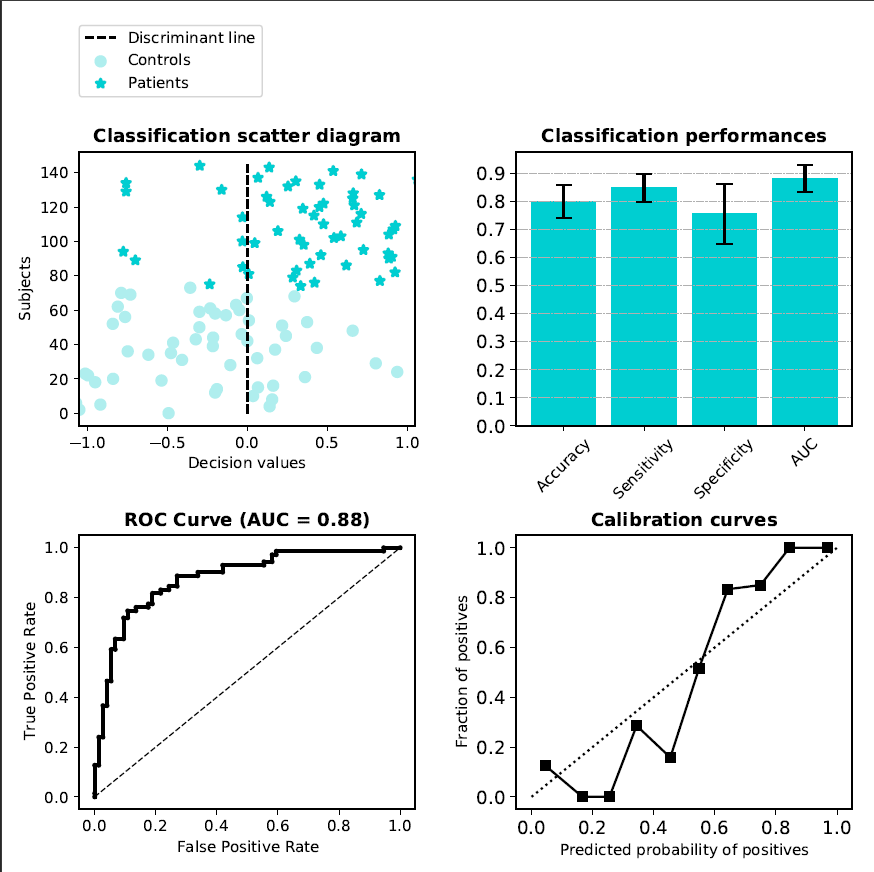 Discriminant line
Controls
Patients
Classification scatter diagram
140
120
100
80
60
40
20
0
Subjects
−1.0 −0.5 0.0 0.5 1.0
Decision values
Classification performances
0.9
0.8
0.7
0.6
0.5
0.4
0.3
0.2
0.1
0.0
Accuracy Sensitivity Specificity AUC
ROC Curve (AUC = 0.88)
1.0
0.8
0.6
0.4
0.2
0.0
True Positive Rate
0.0 0.2 0.4 0.6 0.8 1.0
False Positive Rate
Calibration curves
1.0
0.8
0.6
0.4
0.2
0.0
Fraction of positives
0.0 0.2 0.4 0.6 0.8 1.0
Predicted probability of positives